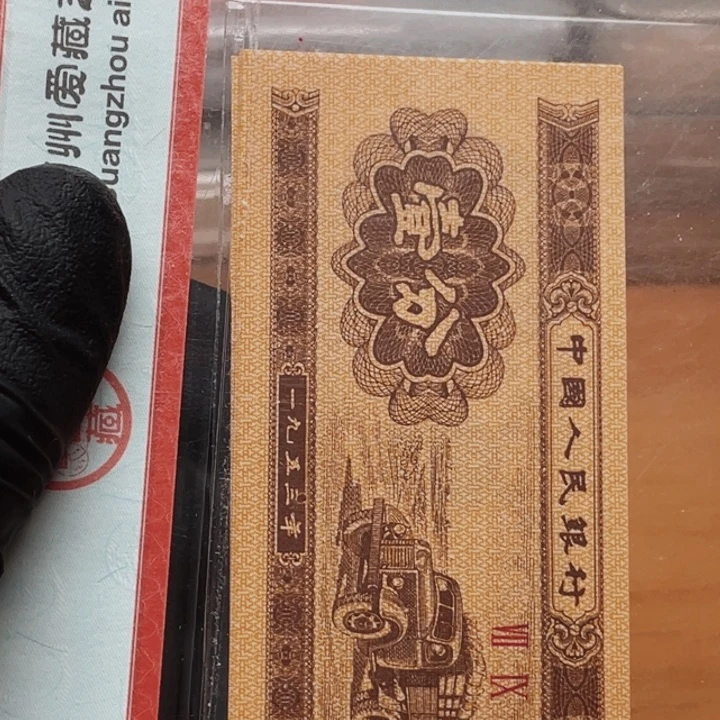 州爱藏
uangzhou ai
藏
中國人民銀行
壹分
一九五三年
VII IX